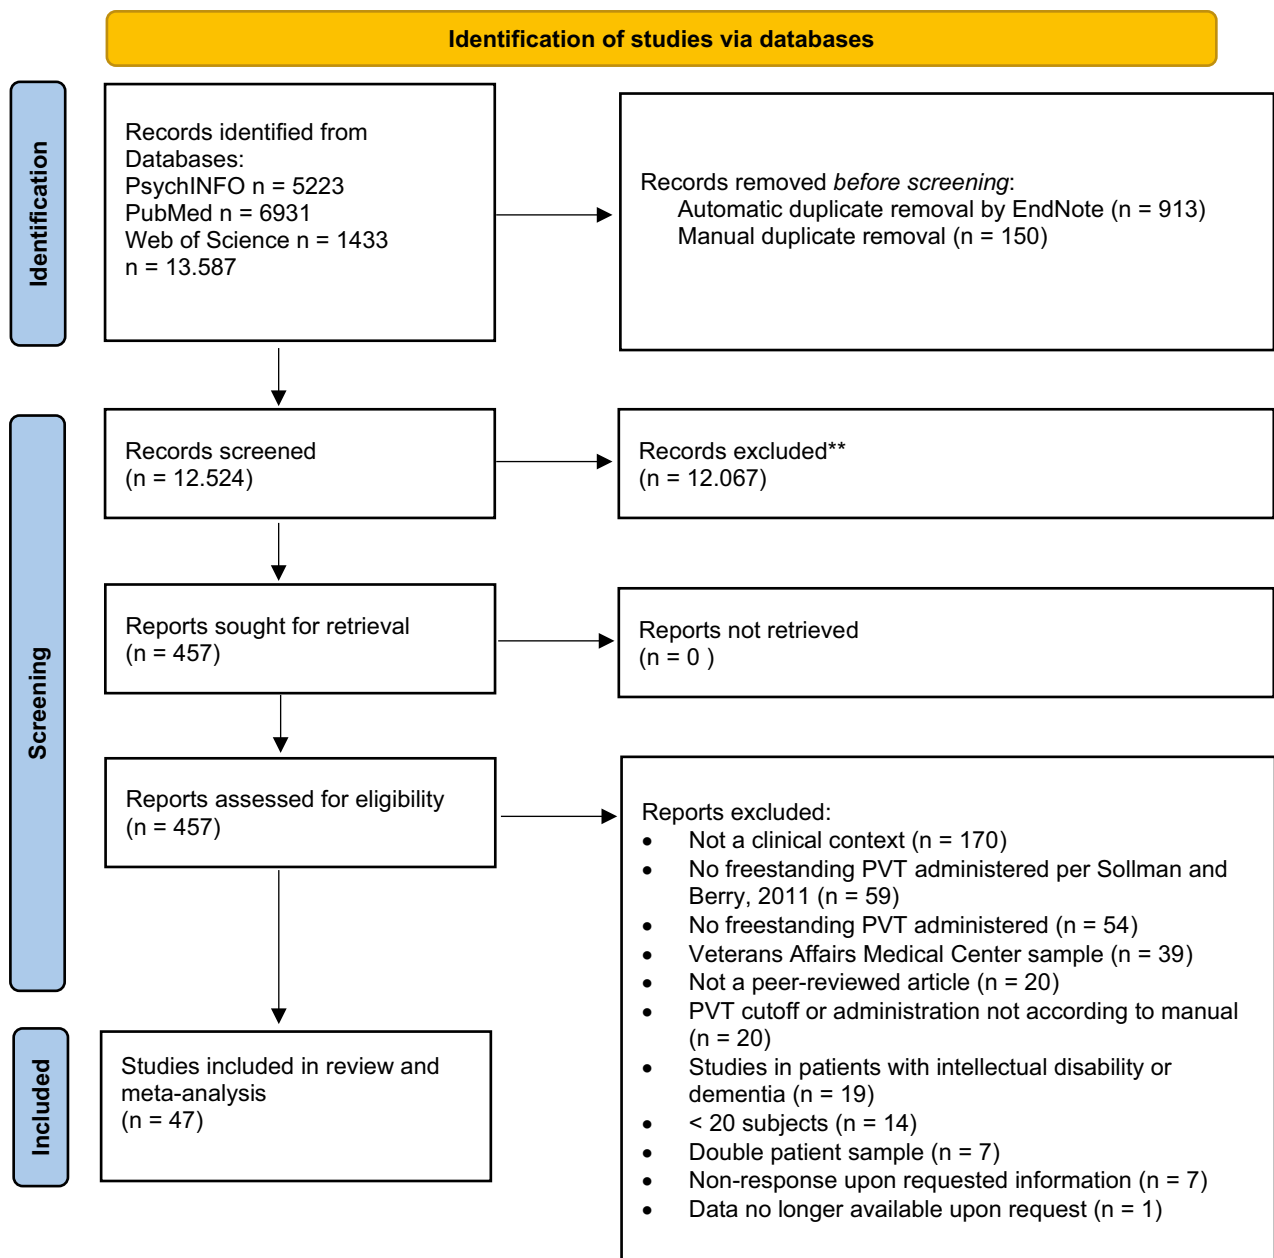 Identification of studies via databases
Identification
Records identified from
Databases:
PsychINFO n = 5223
PubMed n = 6931
Web of Science n = 1433
n = 13.587
Records removed before screening:
Automatic duplicate removal by EndNote (n = 913)
Manual duplicate removal (n = 150)
Screening
Records screened
(n = 12.524)
Records excluded**
(n = 12.067)
Reports sought for retrieval
(n = 457)
Reports not retrieved
(n = 0 )
Reports assessed for eligibility
(n = 457)
Reports excluded:
• Not a clinical context (n = 170)
• No freestanding PVT administered per Sollman and
Berry, 2011 (n = 59)
• No freestanding PVT administered (n = 54)
• Veterans Affairs Medical Center sample (n = 39)
• Not a peer-reviewed article (n = 20)
• PVT cutoff or administration not according to manual
(n = 20)
• Studies in patients with intellectual disability or
dementia (n = 19)
• < 20 subjects (n = 14)
• Double patient sample (n = 7)
• Non-response upon requested information (n = 7)
• Data no longer available upon request (n = 1)
Included
Studies included in review and
meta-analysis
(n = 47)